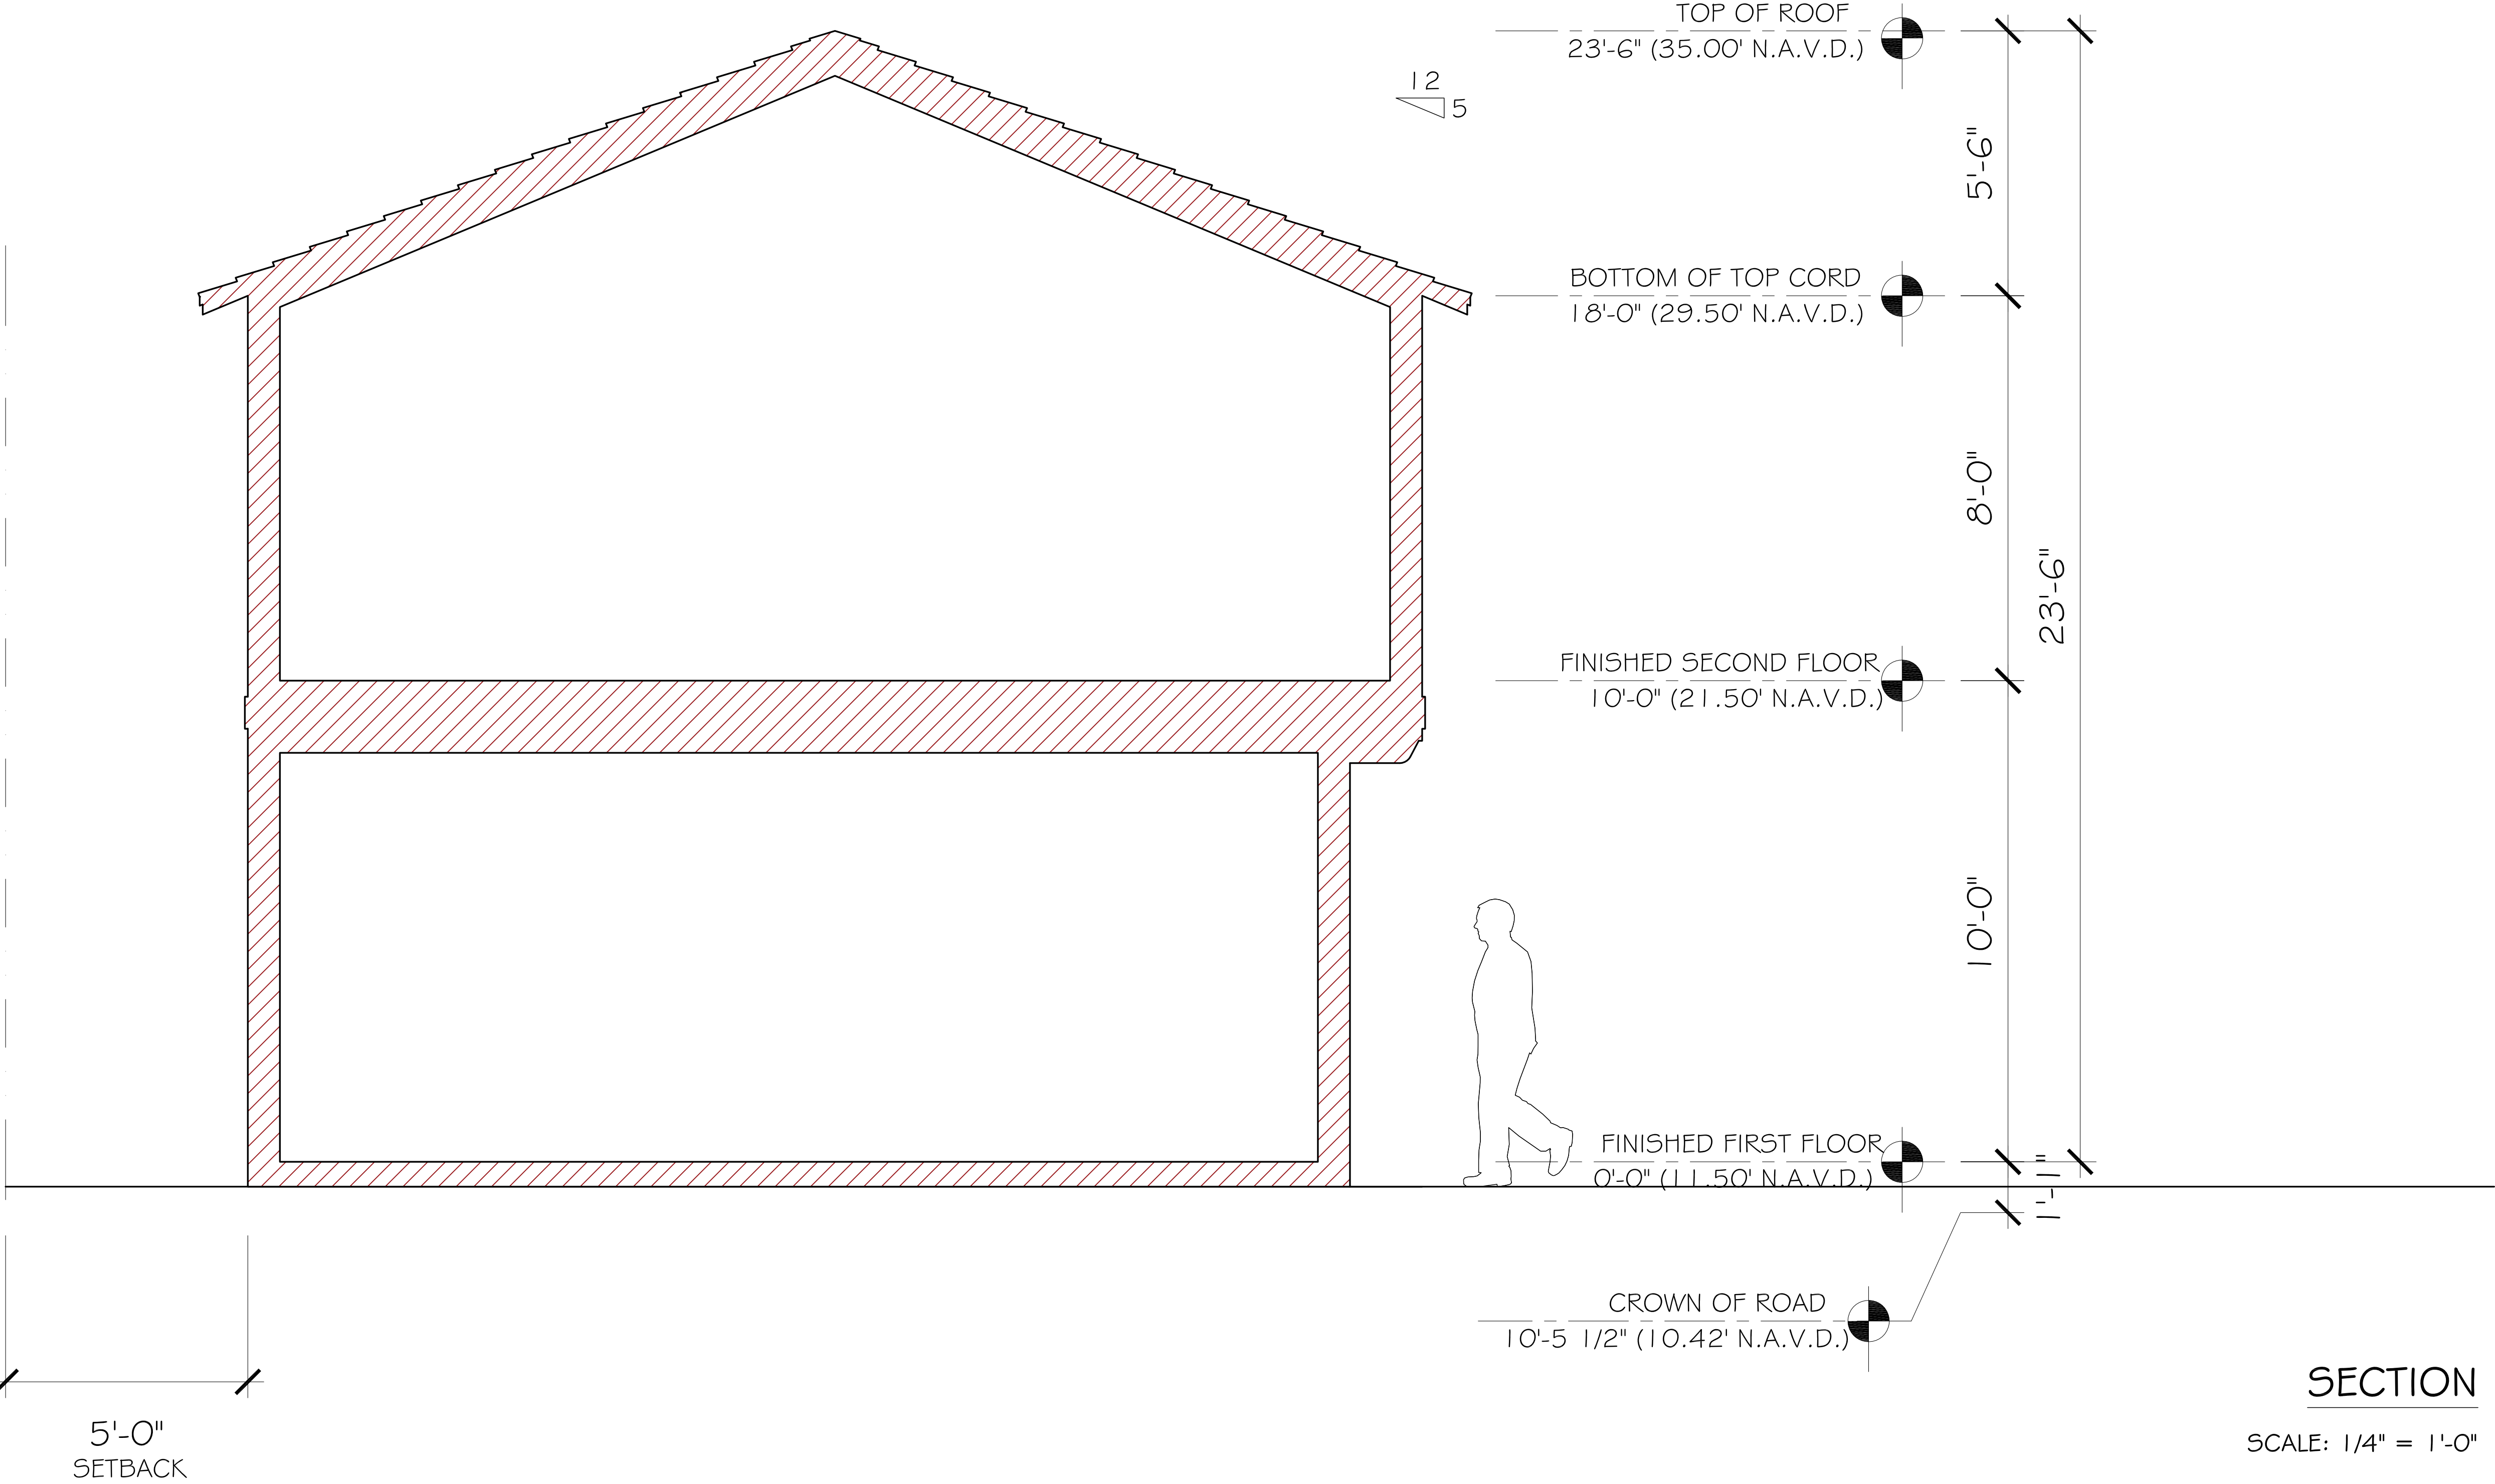 TOP OF ROOF
23'-6" (35.00' N.A.V.D.)
12
5
5'-6"
BOTTOM OF TOP CORD
18'-0" (29.50' N.A.V.D.)
8'-0"
23'-6"
FINISHED SECOND FLOOR
10'-0" (21.50' N.A.V.D.)
10'-0"
FINISHED FIRST FLOOR
0'-0" (11.50' N.A.V.D.)
1'-1"
CROWN OF ROAD
10'-5 1/2" (10.42' N.A.V.D.)
5'-0"
SETBACK
SECTION
SCALE: 1/4" = 1'-0"